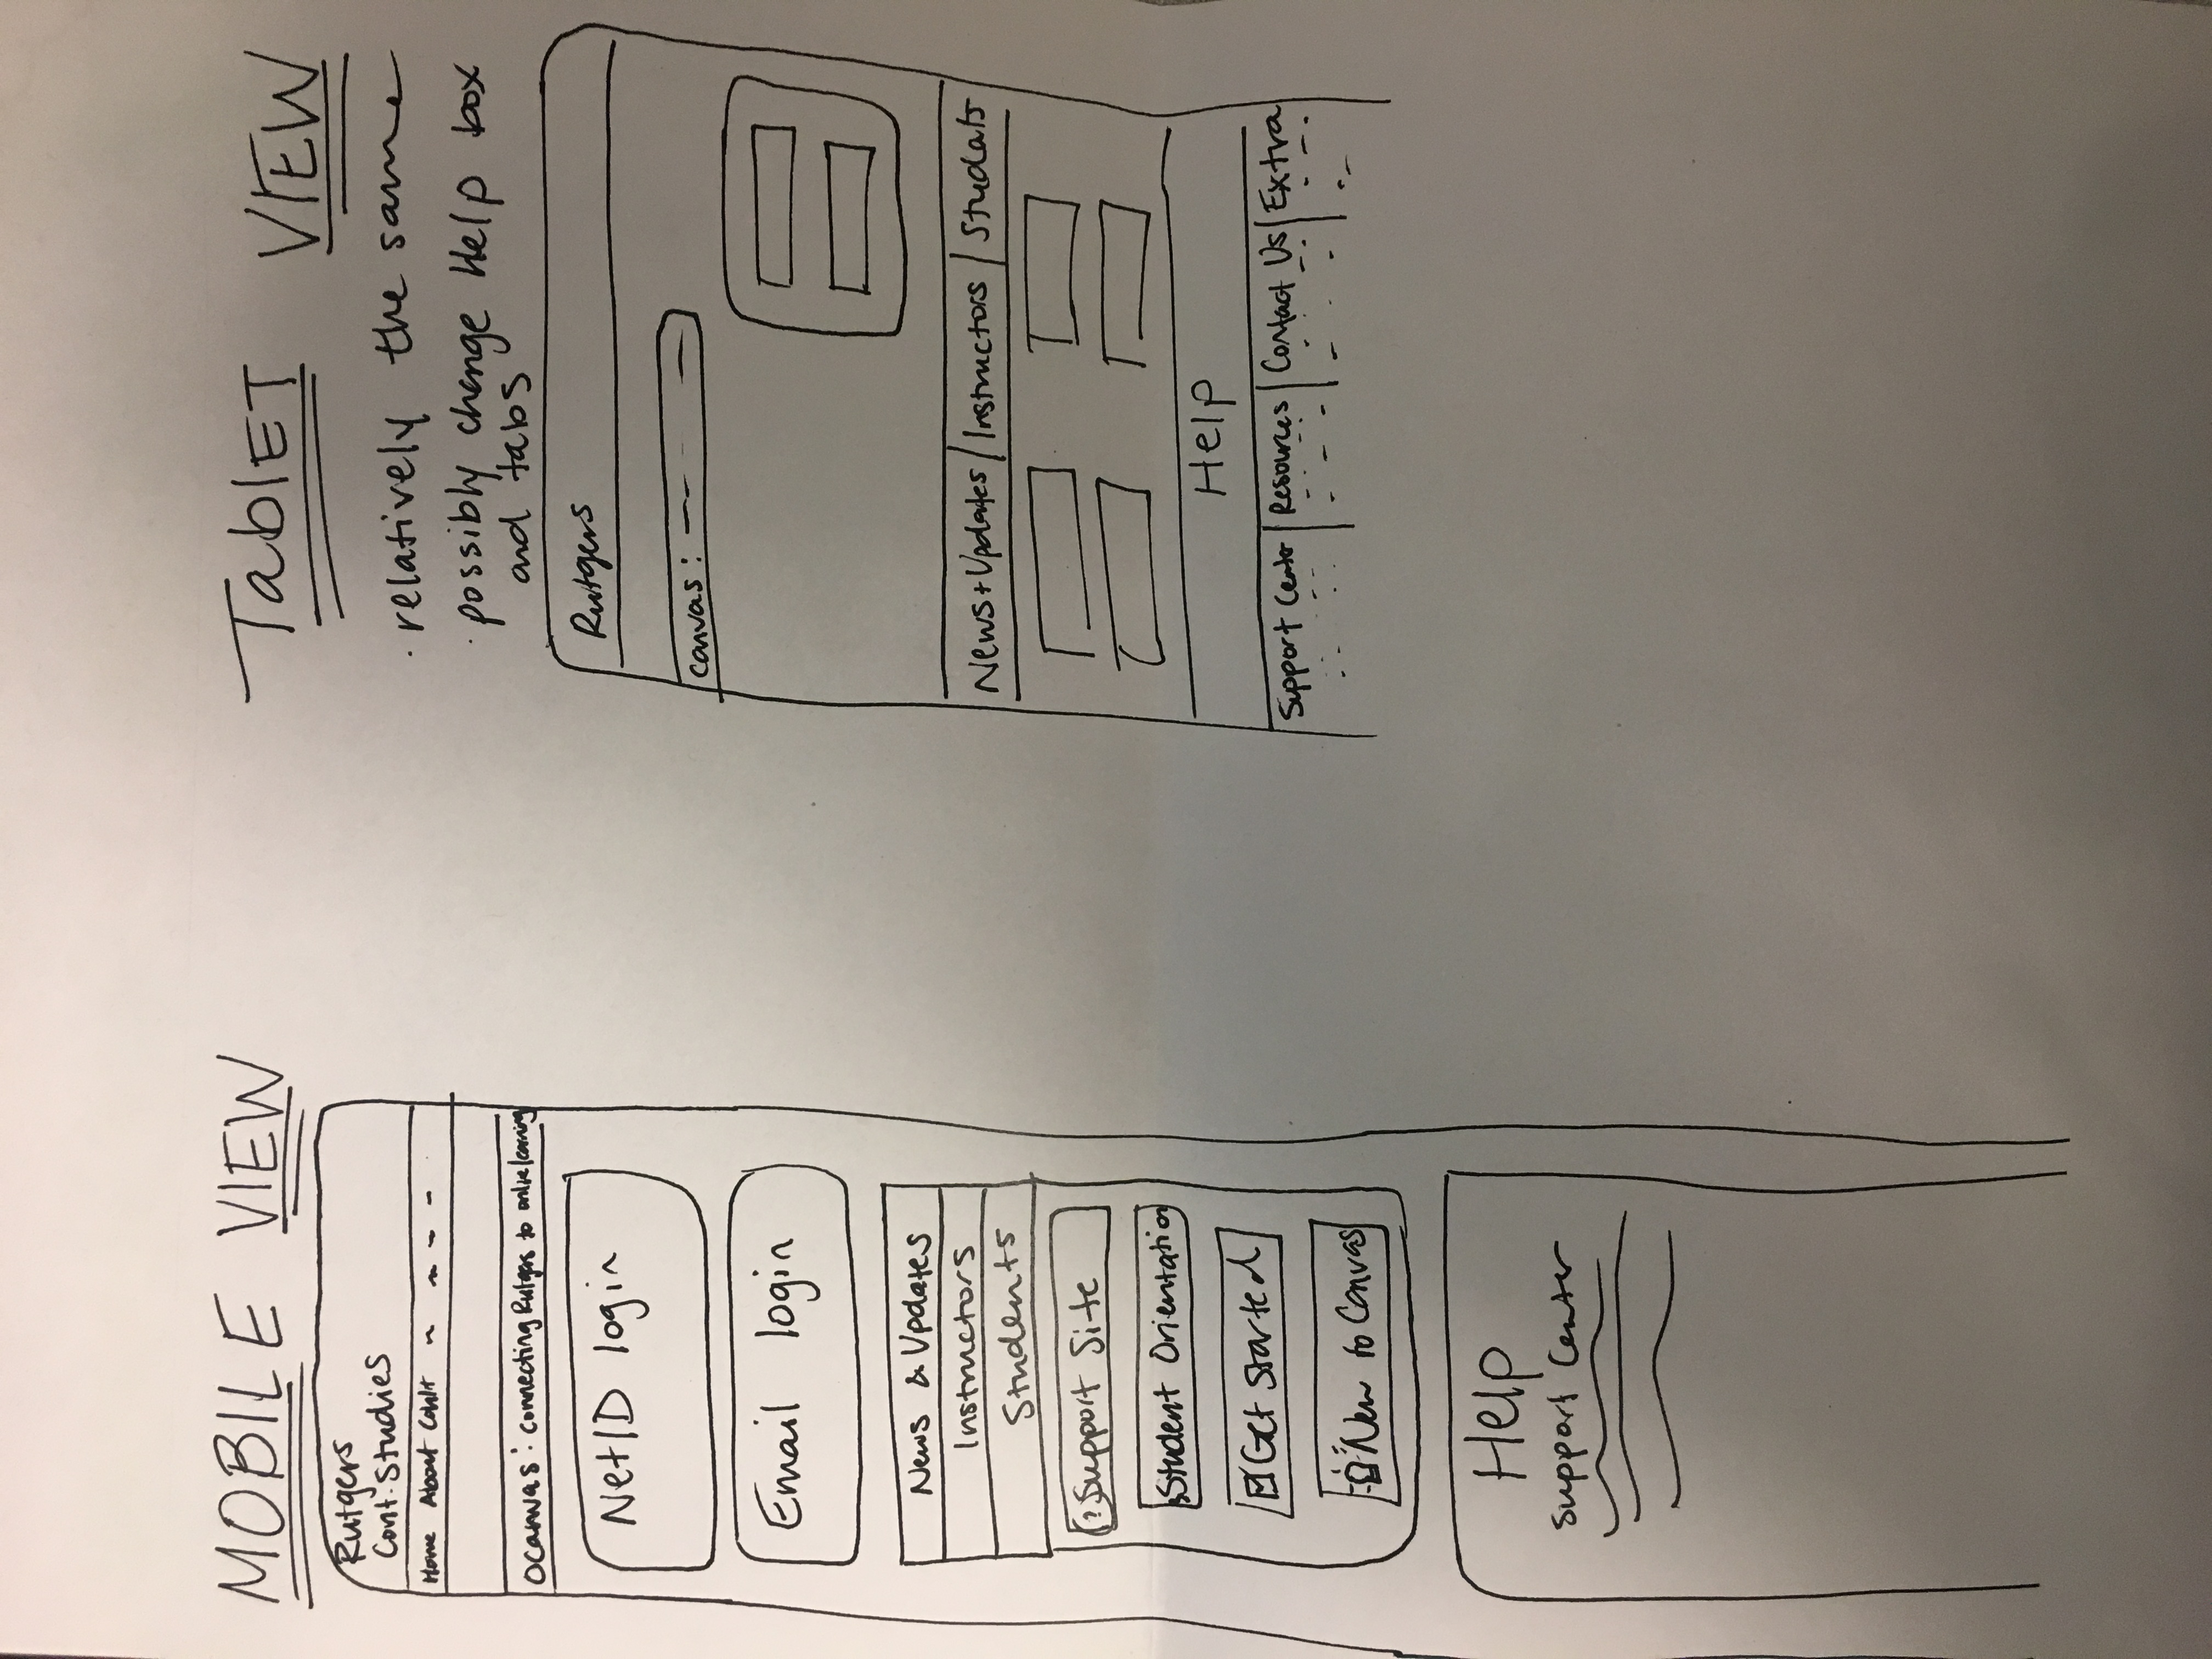 MOBILE VIEW
Rutgers
Cont. Studies
Home About
Canvas: connecting Rutgers to online learning
NetID login
Email login
News & Updates
Instructors
Students
? Support Site
Student Orientation
Get Started
New to Canvas
Help
Support Center
TablET VIEW
· relatively the same
· possibly change Help box
and tabs
Rutgers
Canvas:
News + Updates | Instructors | Students
Help
Support Center | Resources | Contact Us | Extra